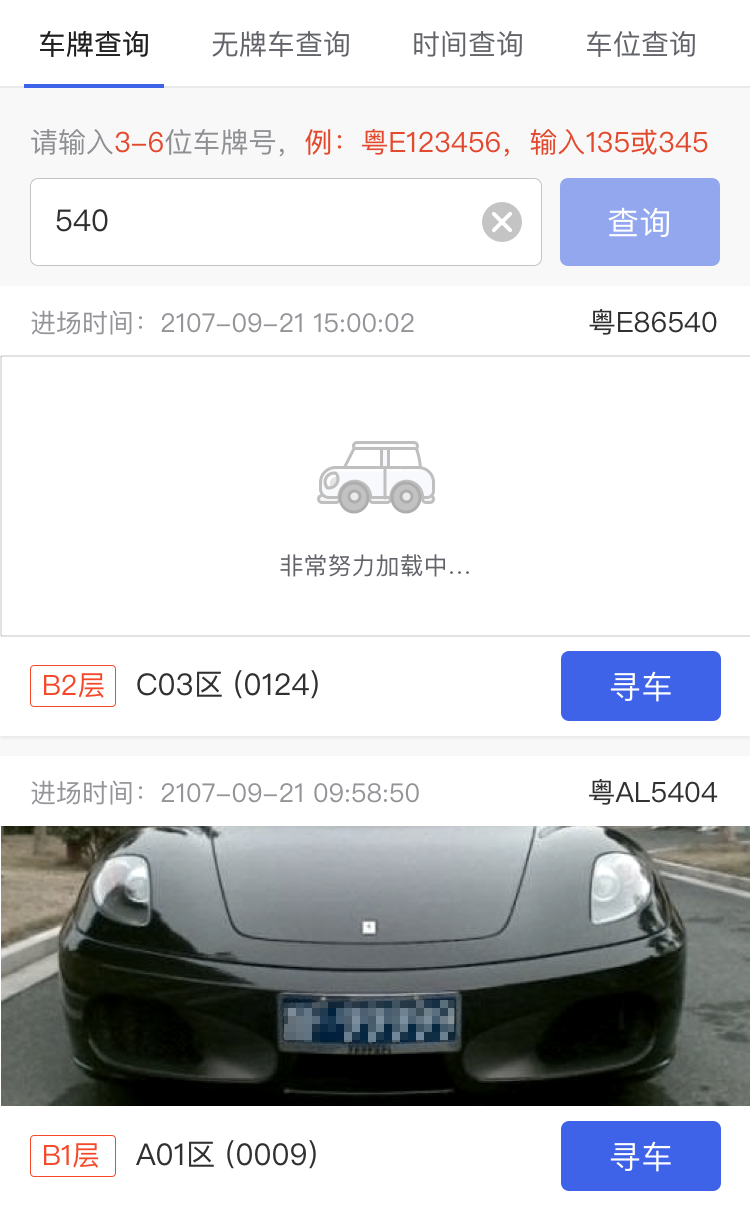 车牌查询 无牌车查询 时间查询 车位查询
请输入3-6位车牌号，例：粤E123456，输入135或345
540 查询
进场时间：2107-09-21 15:00:02 粤E86540
非常努力加载中...
B2层 C03区 (0124) 寻车
进场时间：2107-09-21 09:58:50 粤AL5404
B1层 A01区 (0009) 寻车